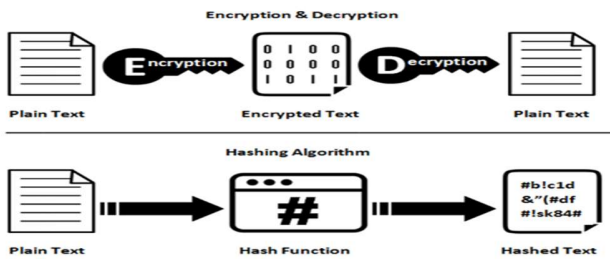 Encryption & Decryption
Encryption
0 1 0 0
0 0 0 0
1 0 1 1
Decryption
Plain Text
Encrypted Text
Plain Text
Hashing Algorithm
#
#b!c1d
&”(#df
#!sk84#
Plain Text
Hash Function
Hashed Text